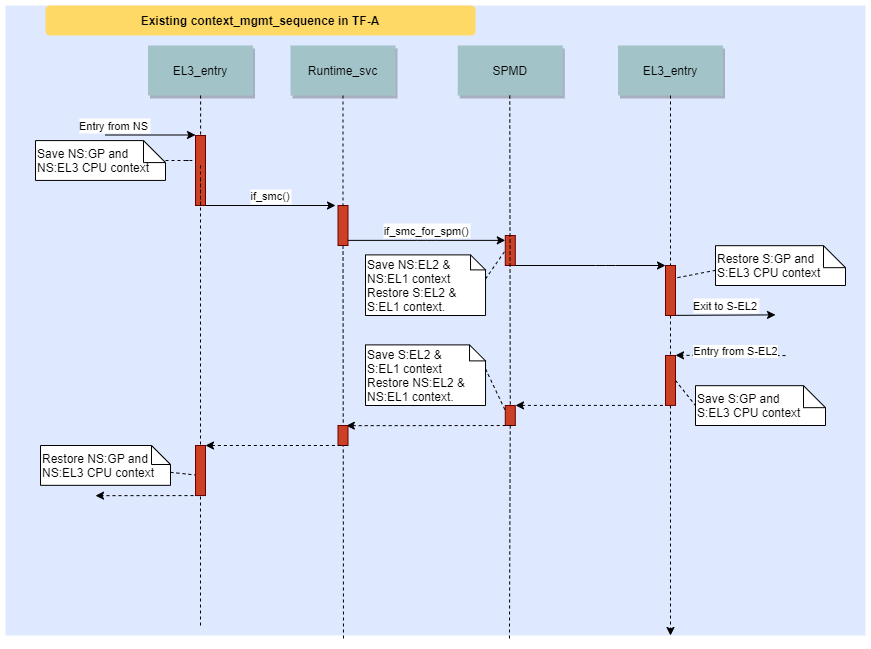 Existing context_mgmt_sequence in TF-A
EL3_entry
Runtime_svc
SPMD
EL3_entry
Entry from NS
Save NS:GP and
NS:EL3 CPU context
if_smc()
if_smc_for_spm()
Save NS:EL2 &
NS:EL1 context
Restore S:EL2 &
S:EL1 context.
Restore S:GP and
S:EL3 CPU context
Exit to S-EL2
Entry from S-EL2
Save S:EL2 &
S:EL1 context
Restore NS:EL2 &
NS:EL1 context.
Save S:GP and
S:EL3 CPU context
Restore NS:GP and
NS:EL3 CPU context